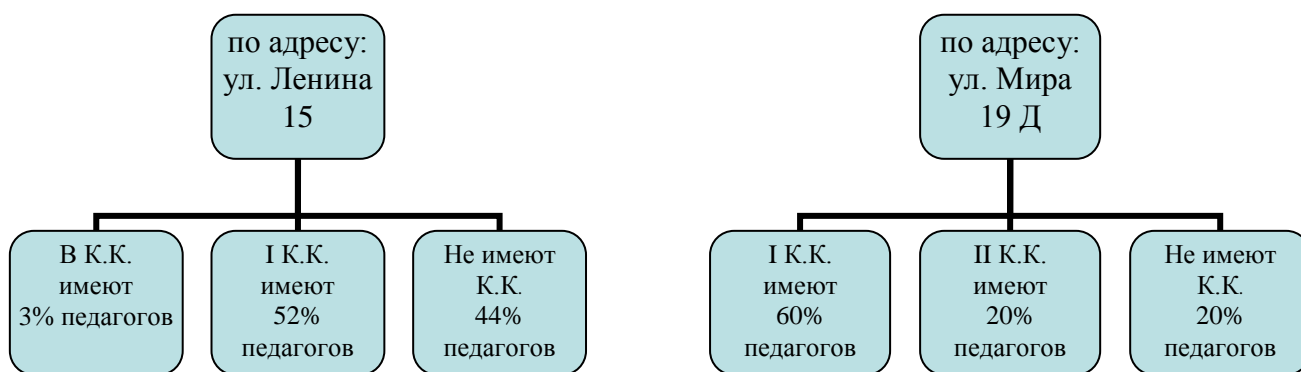 по адресу:
ул. Ленина
15
по адресу:
ул. Мира
19 Д
В К.К.
имеют
3% педагогов
I К.К.
имеют
52%
педагогов
Не имеют
К.К.
44%
педагогов
I К.К.
имеют
60%
педагогов
II К.К.
имеют
20%
педагогов
Не имеют
К.К.
20%
педагогов